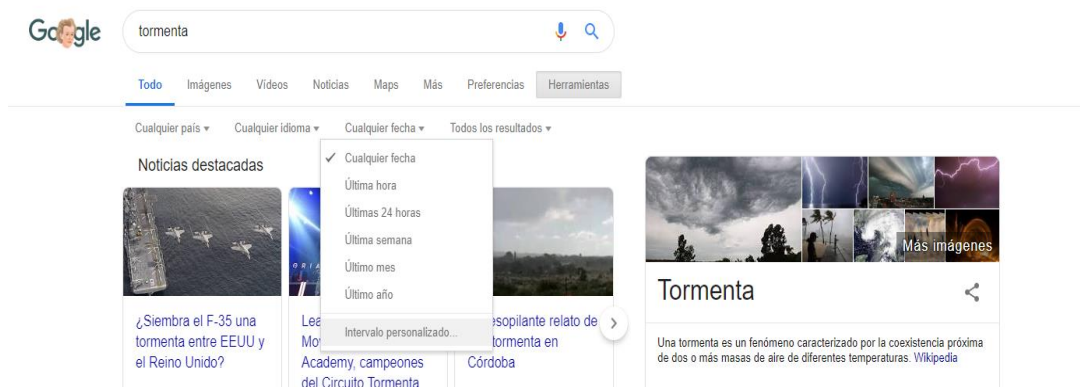 Google
tormenta
Todo Imágenes Vídeos Noticias Maps Más Preferencias Herramientas
Cualquier país Cualquier idioma Cualquier fecha Todos los resultados
Cualquier fecha
Última hora
Últimas 24 horas
Última semana
Último mes
Último año
Intervalo personalizado...
Noticias destacadas
¿Siembra el F-35 una
tormenta entre EEUU y
el Reino Unido?
Academy, campeones
del Circuito Tormenta
relato de
tormenta en
Córdoba
Más imágenes
Tormenta
Una tormenta es un fenómeno caracterizado por la coexistencia próxima
de dos o más masas de aire de diferentes temperaturas. Wikipedia